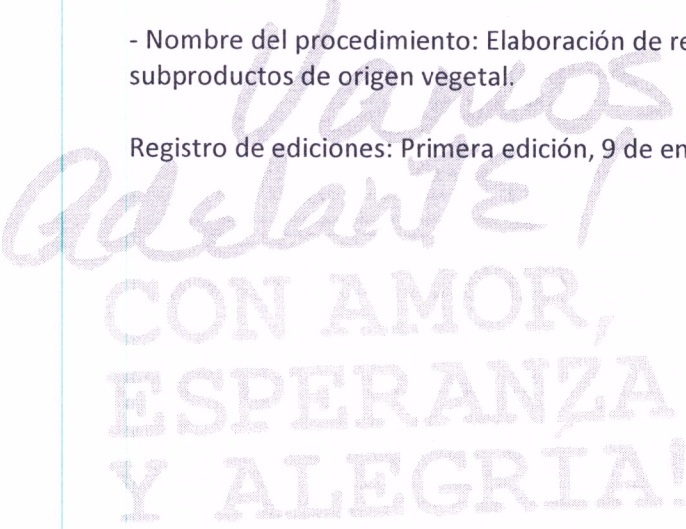 - Nombre del procedimiento: Elaboración de re
subproductos de origen vegetal.
Registro de ediciones: Primera edición, 9 de en
Vamos
adelante!
CON AMOR,
ESPERANZA
Y ALEGRIA!